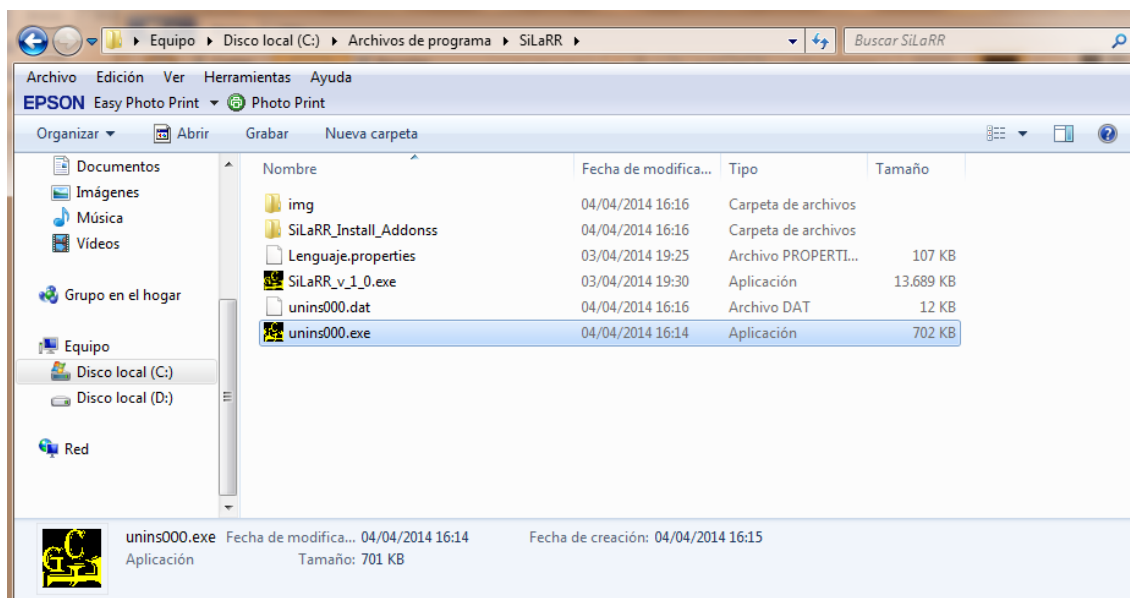 Equipo Disco local (C:) Archivos de programa SiLaRR Buscar SiLaRR
Archivo Edición Ver Herramientas Ayuda
EPSON Easy Photo Print Photo Print
Organizar Abrir Grabar Nueva carpeta
Documentos
Imágenes
Música
Vídeos
Grupo en el hogar
Equipo
Disco local (C:)
Disco local (D:)
Red
Nombre Fecha de modifica... Tipo Tamaño
img 04/04/2014 16:16 Carpeta de archivos
SiLaRR_Install_Addonss 04/04/2014 16:16 Carpeta de archivos
Lenguaje.properties 03/04/2014 19:25 Archivo PROPERTI... 107 KB
SiLaRR_v_1_0.exe 03/04/2014 19:30 Aplicación 13.689 KB
unins000.dat 04/04/2014 16:16 Archivo DAT 12 KB
unins000.exe 04/04/2014 16:14 Aplicación 702 KB
unins000.exe Fecha de modifica... 04/04/2014 16:14 Fecha de creación: 04/04/2014 16:15
Aplicación Tamaño: 701 KB